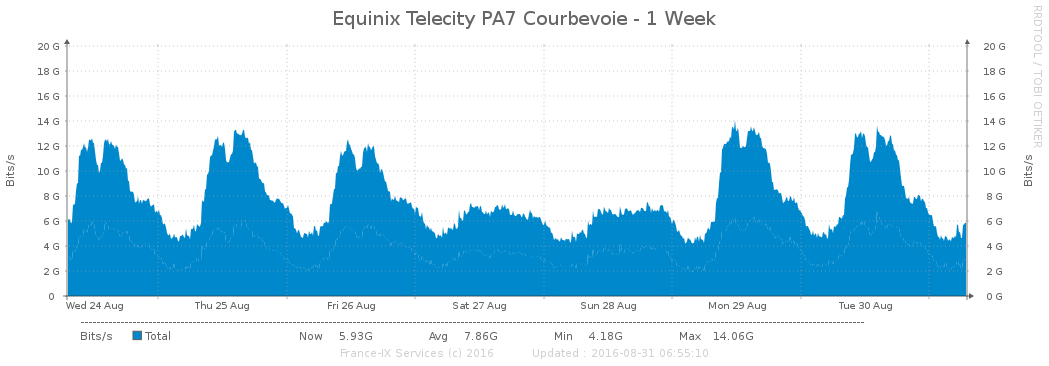 Equinix Telecity PA7 Courbevoie - 1 Week
RRDTOOL / TOBI OETIKER
Bits/s
Bits/s
20 G 20 G
18 G 18 G
16 G 16 G
14 G 14 G
12 G 12 G
10 G 10 G
8 G 8 G
6 G 6 G
4 G 4 G
2 G 2 G
0 0 G
Wed 24 Aug Thu 25 Aug Fri 26 Aug Sat 27 Aug Sun 28 Aug Mon 29 Aug Tue 30 Aug
Bits/s Total Now 5.93G Avg 7.86G Min 4.18G Max 14.06G
France-IX Services (c) 2016 Updated : 2016-08-31 06:55:10